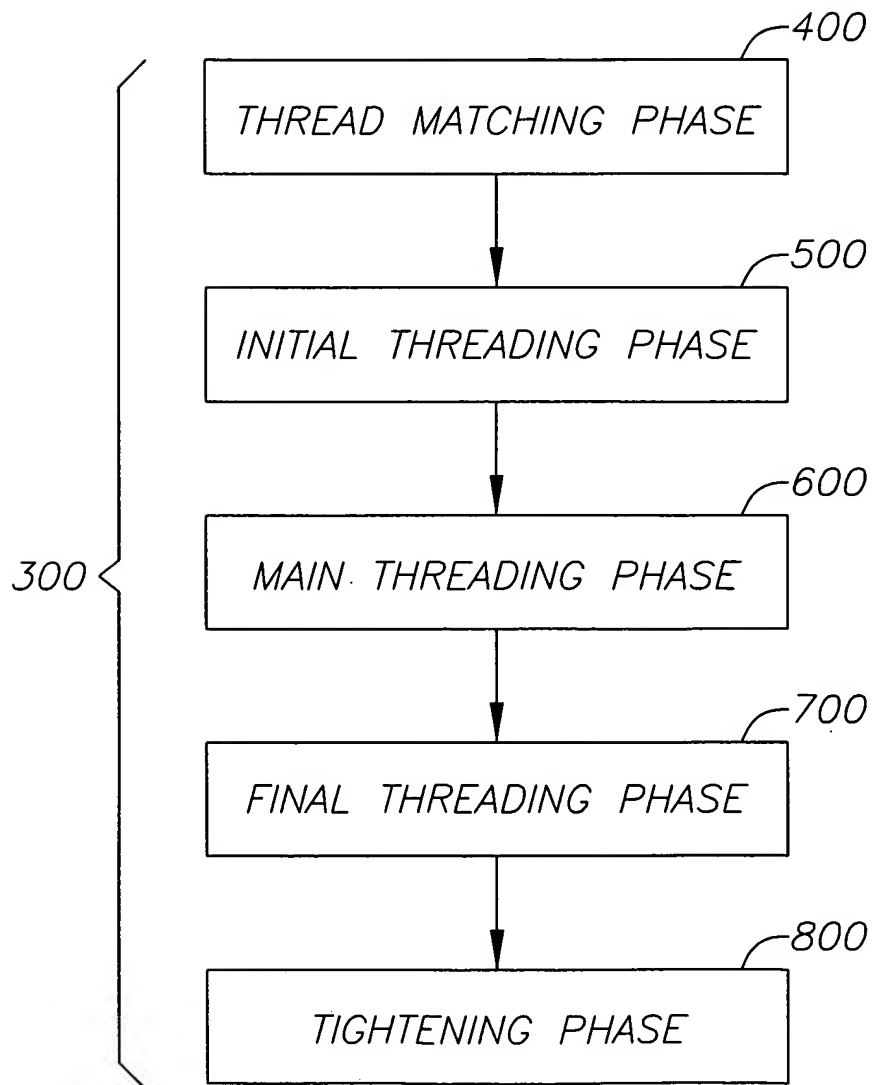 400
THREAD MATCHING PHASE
500
INITIAL THREADING PHASE
600
300
MAIN THREADING PHASE
700
FINAL THREADING PHASE
800
TIGHTENING PHASE